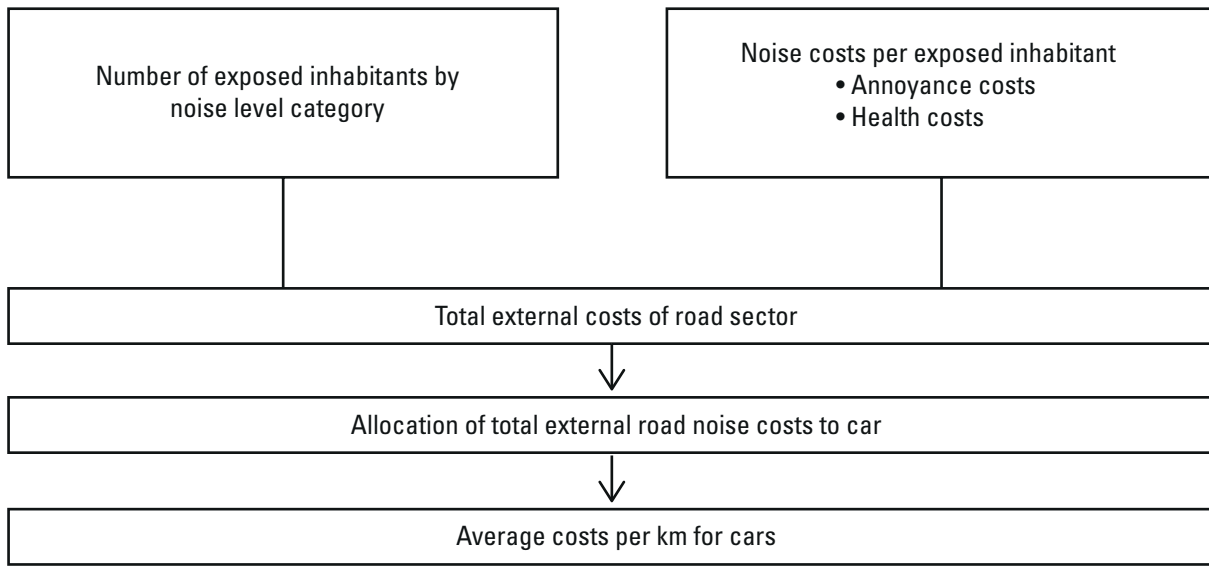 Number of exposed inhabitants by
noise level category
Noise costs per exposed inhabitant
• Annoyance costs
• Health costs
Total external costs of road sector
Allocation of total external road noise costs to car
Average costs per km for cars